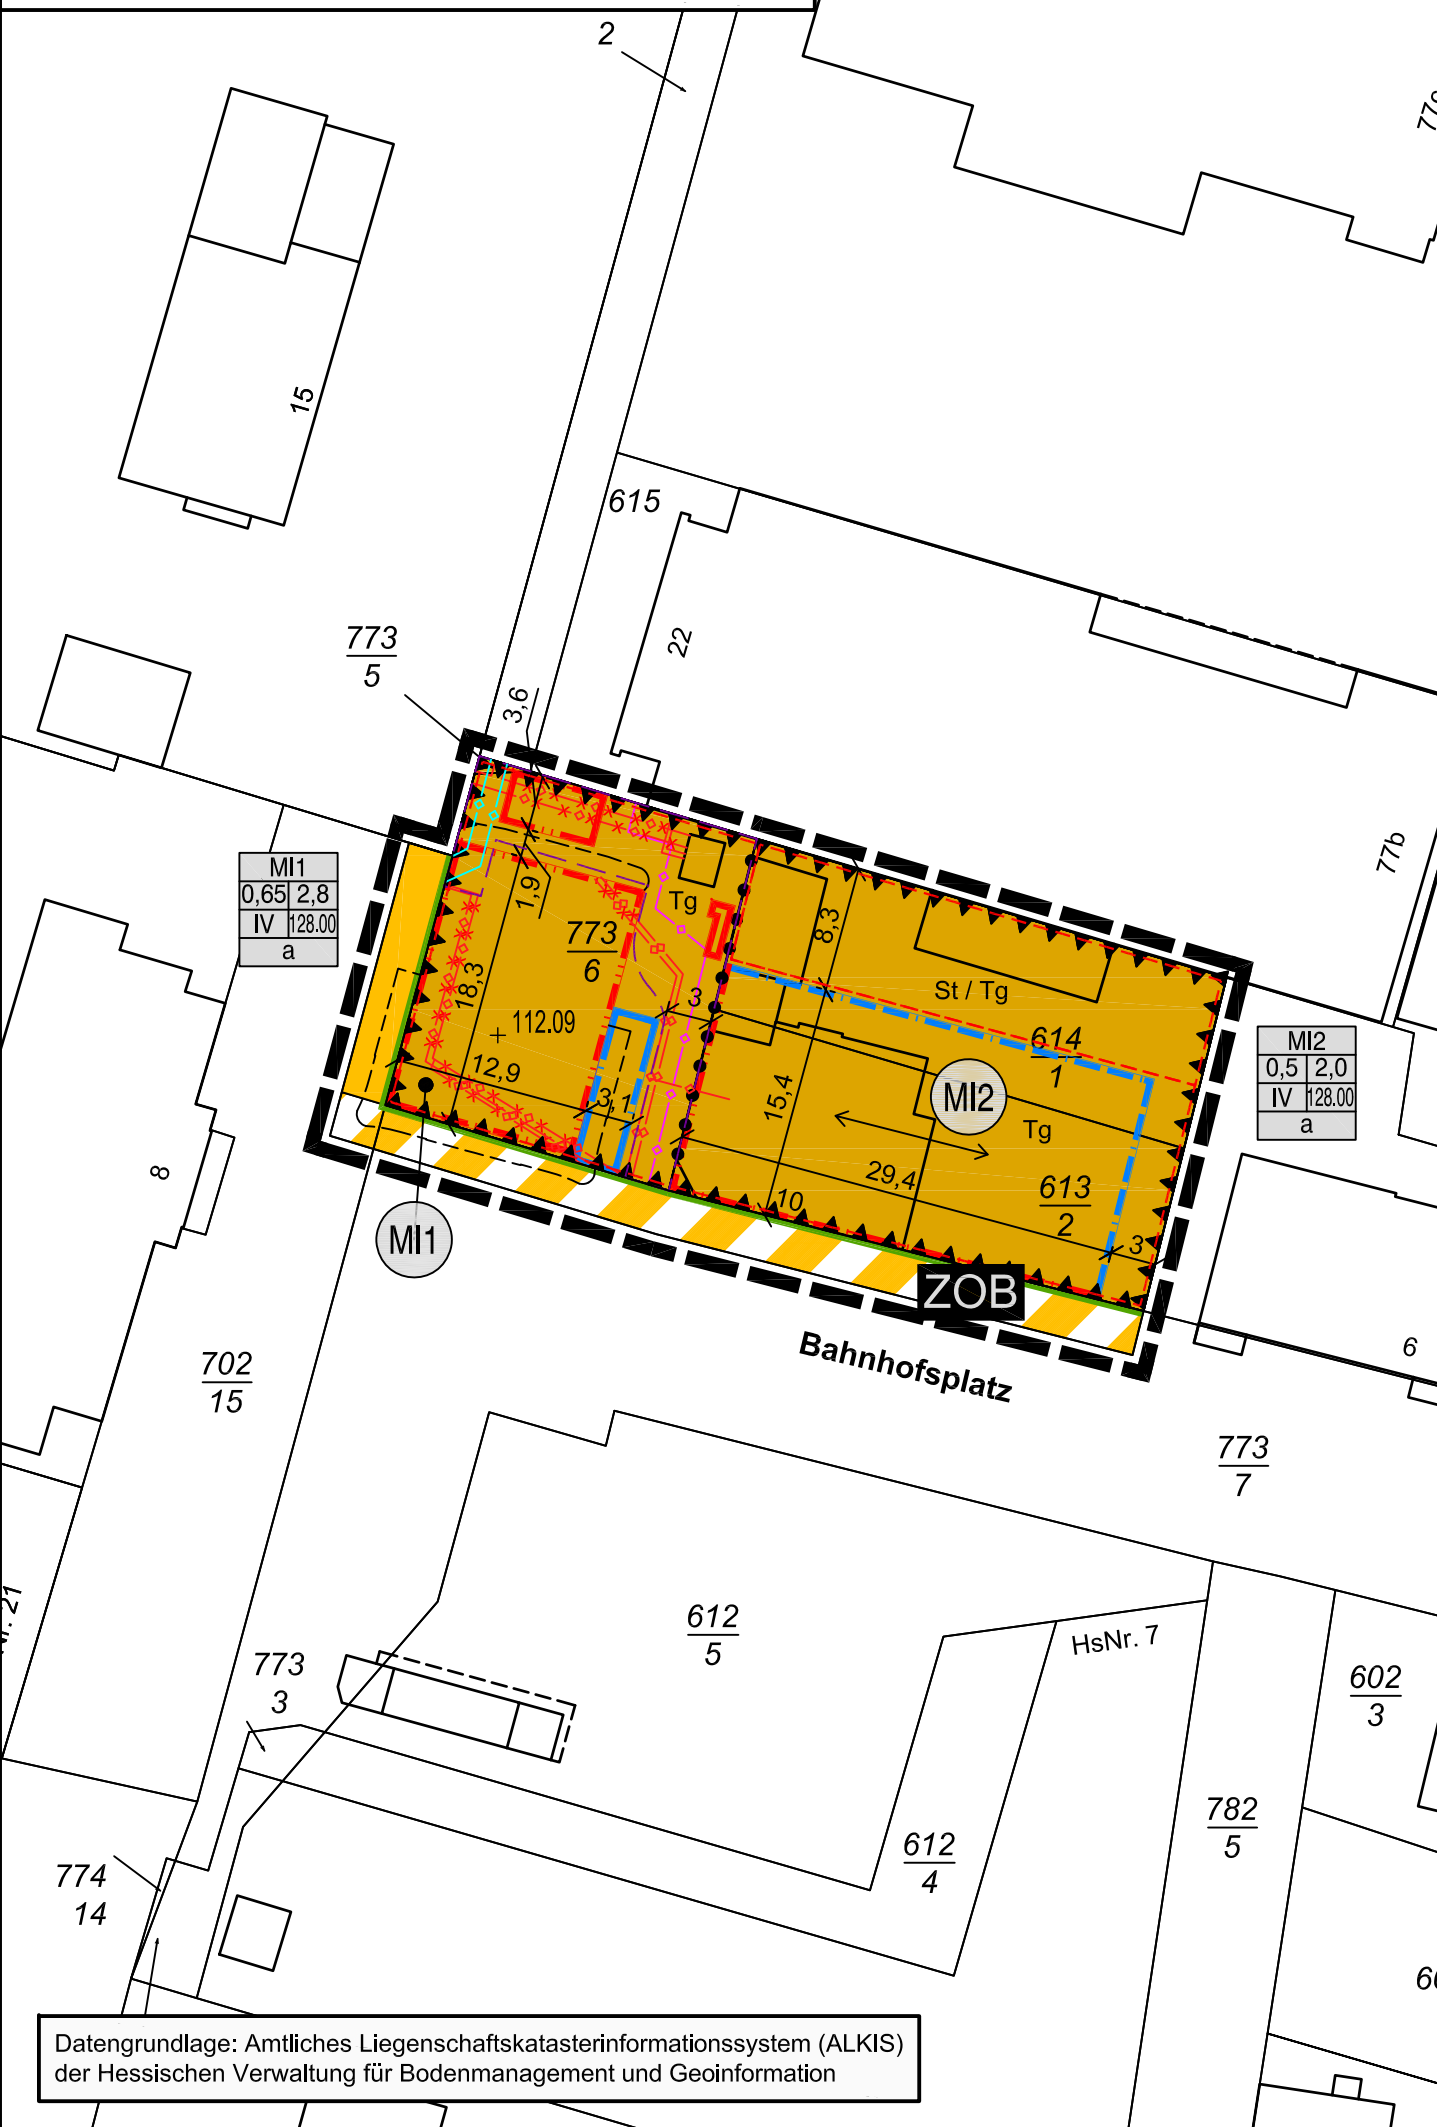 2
77c
15
615
22
773
5
3,6
77b
MI1
0,65 2,8
IV 128.00
a
1,9
Tg
8,3
773
6
18,3
3
St / Tg
112.09
614
1
MI2
0,5 2,0
IV 128.00
a
12,9
3,1
15,4
MI2
Tg
29,4
613
2
8
10
MI1
3
ZOB
Bahnhofsplatz
6
702
15
773
7
Nr. 21
612
5
HsNr. 7
773
3
602
3
782
5
612
4
774
14
Datengrundlage: Amtliches Liegenschaftskatasterinformationssystem (ALKIS)
der Hessischen Verwaltung für Bodenmanagement und Geoinformation